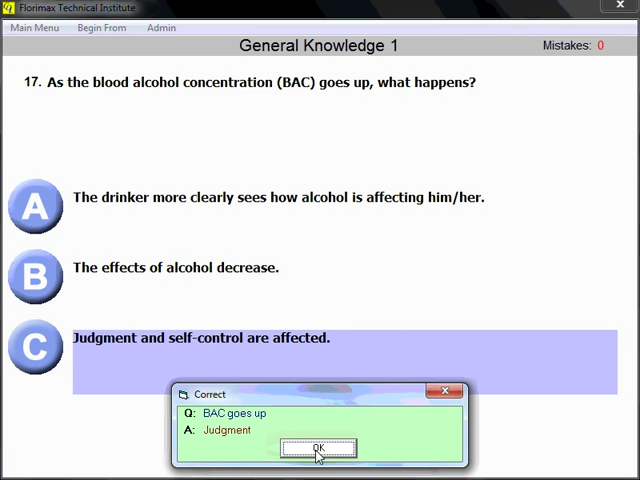 Florimax Technical Institute
Main Menu Begin From Admin
General Knowledge 1 Mistakes: 0
17. As the blood alcohol concentration (BAC) goes up, what happens?
A The drinker more clearly sees how alcohol is affecting him/her.
B The effects of alcohol decrease.
C Judgment and self-control are affected.
Correct
Q: BAC goes up
A: Judgment
OK